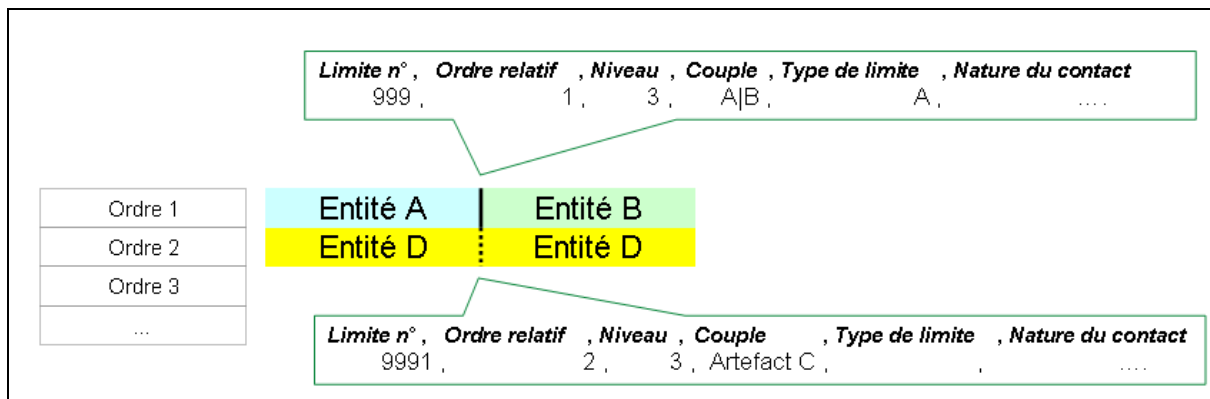 Limite n° , Ordre relatif , Niveau , Couple , Type de limite , Nature du contact
999 , 1 , 3 , A|B , A , ....
Ordre 1 Entité A Entité B
Ordre 2 Entité D Entité D
Ordre 3
...
Limite n° , Ordre relatif , Niveau , Couple , Type de limite , Nature du contact
9991 , 2 , 3 , Artefact C , , ....